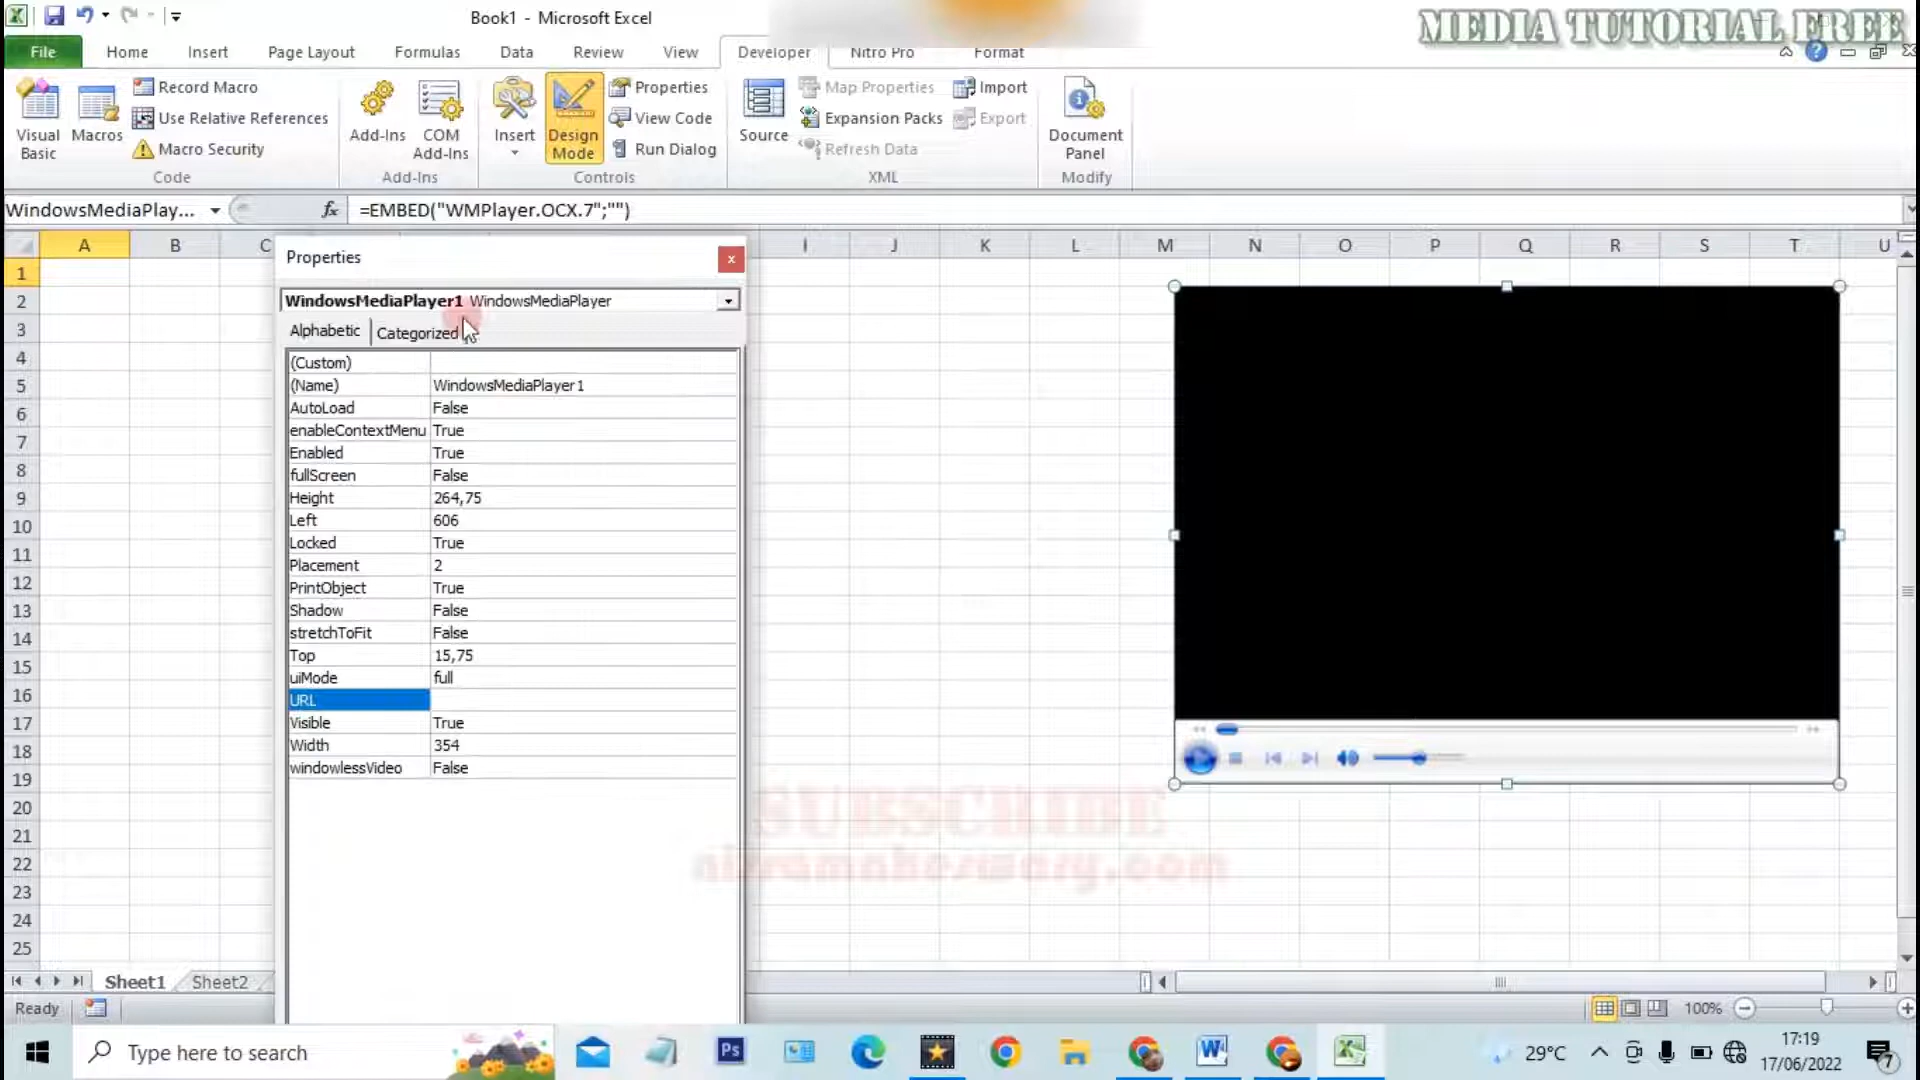 Book1 - Microsoft Excel
MEDIA TUTORIAL FREE
File Home Insert Page Layout Formulas Data Review View Developer Nitro Pro Format
Visual Basic
Macros
Record Macro
Use Relative References
Macro Security
Code
Add-Ins
COM Add-Ins
Add-Ins
Insert
Design Mode
Properties
View Code
Run Dialog
Controls
Source
Map Properties
Expansion Packs
Refresh Data
Import
Export
XML
Document Panel
Modify
WindowsMediaPlay... fx =EMBED("WMPlayer.OCX.7";"")
A B C I J K L M N O P Q R S T U
1
2
3
4
5
6
7
8
9
10
11
12
13
14
15
16
17
18
19
20
21
22
23
24
25
Properties
x
WindowsMediaPlayer1 WindowsMediaPlayer
Alphabetic Categorized
(Custom)
(Name) WindowsMediaPlayer1
AutoLoad False
enableContextMenu True
Enabled True
fullScreen False
Height 264,75
Left 606
Locked True
Placement 2
PrintObject True
Shadow False
stretchToFit False
Top 15,75
uiMode full
URL
Visible True
Width 354
windowlessVideo False
SUBSCRIBE
Sheet1 Sheet2
Ready 100%
Type here to search
Ps
29°C
17:19
17/06/2022
7